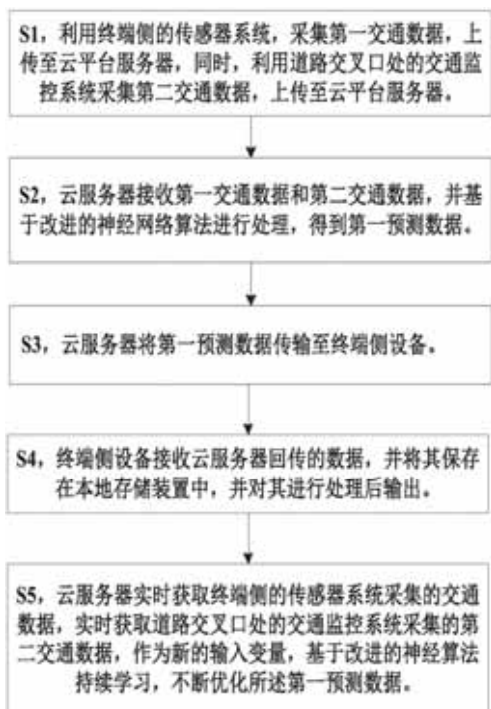 S1，利用终端侧的传感器系统，采集第一交通数据，上
传至云平台服务器，同时，利用道路交叉口处的交通监
控系统采集第二交通数据，上传至云平台服务器。
S2，云服务器接收第一交通数据和第二交通数据，并基
于改进的神经网络算法进行处理，得到第一预测数据。
S3，云服务器将第一预测数据传输至终端侧设备。
S4，终端侧设备接收云服务器回传的数据，并将其保存
在本地存储装置中，并对其进行处理后输出。
S5，云服务器实时获取终端侧的传感器系统采集的交通
数据，实时获取道路交叉口处的交通监控系统采集的第
二交通数据，作为新的输入变量，基于改进的神经算法
持续学习，不断优化所述第一预测数据。